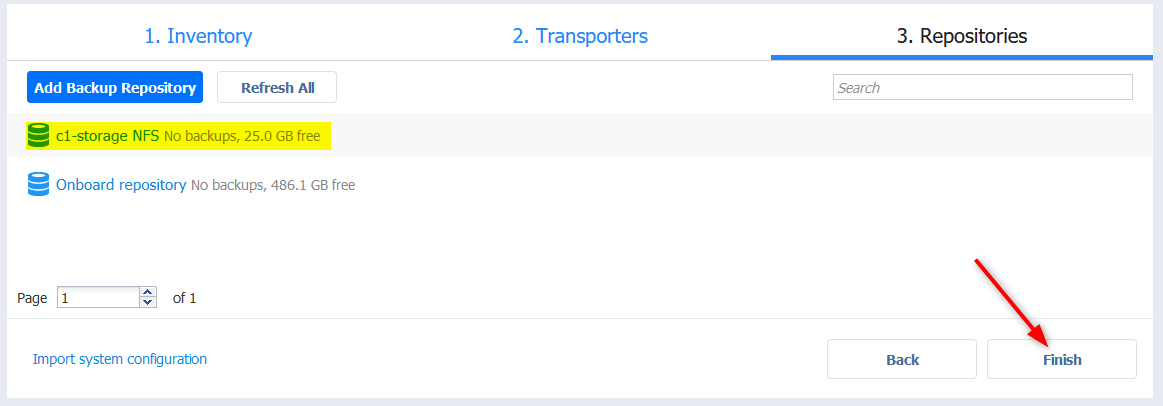 1. Inventory 2. Transporters 3. Repositories
Add Backup Repository Refresh All Search
c1-storage NFS No backups, 25.0 GB free
Onboard repository No backups, 486.1 GB free
Page 1 of 1
Import system configuration Back Finish